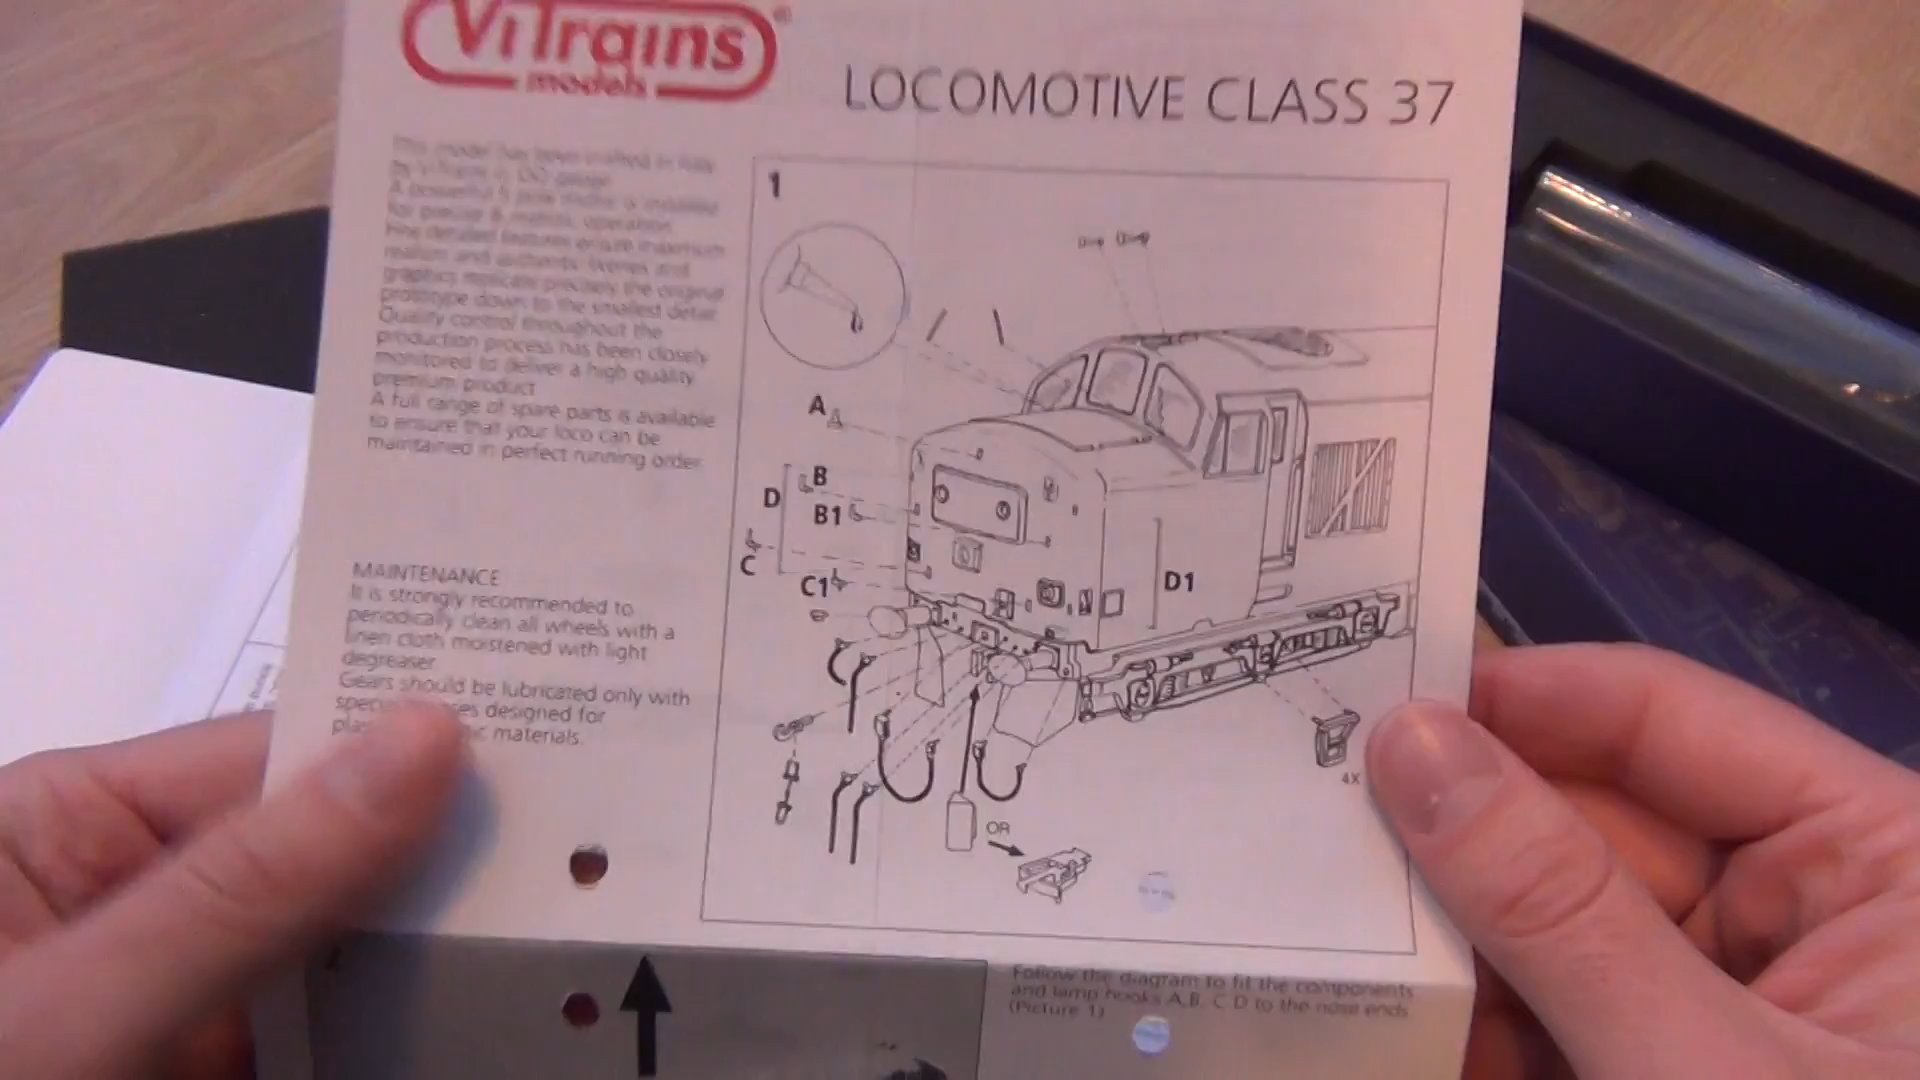 ViTrains®
models
LOCOMOTIVE CLASS 37
This model has been crafted in Italy
by ViTrains in OO gauge.
A powerful 5 pole motor is installed
for precise & motion operation.
Fine detailed features ensure maximum
realism and authentic liveries and
graphics replicate precisely the original
prototype down to the smallest detail.
Quality control throughout the
production process has been closely
monitored to deliver a high quality
premium product
A full range of spare parts is available
to ensure that your loco can be
maintained in perfect running order.
MAINTENANCE
It is strongly recommended to
periodically clean all wheels with a
linen cloth moistened with light
degreaser
Gears should be lubricated only with
designed for
materials.
1
A
B
D
B1
C
C1
D1
4X
OR
Follow the diagram to fit the components
and lamp hooks A,B, C,D to the nose ends
(Picture 1)